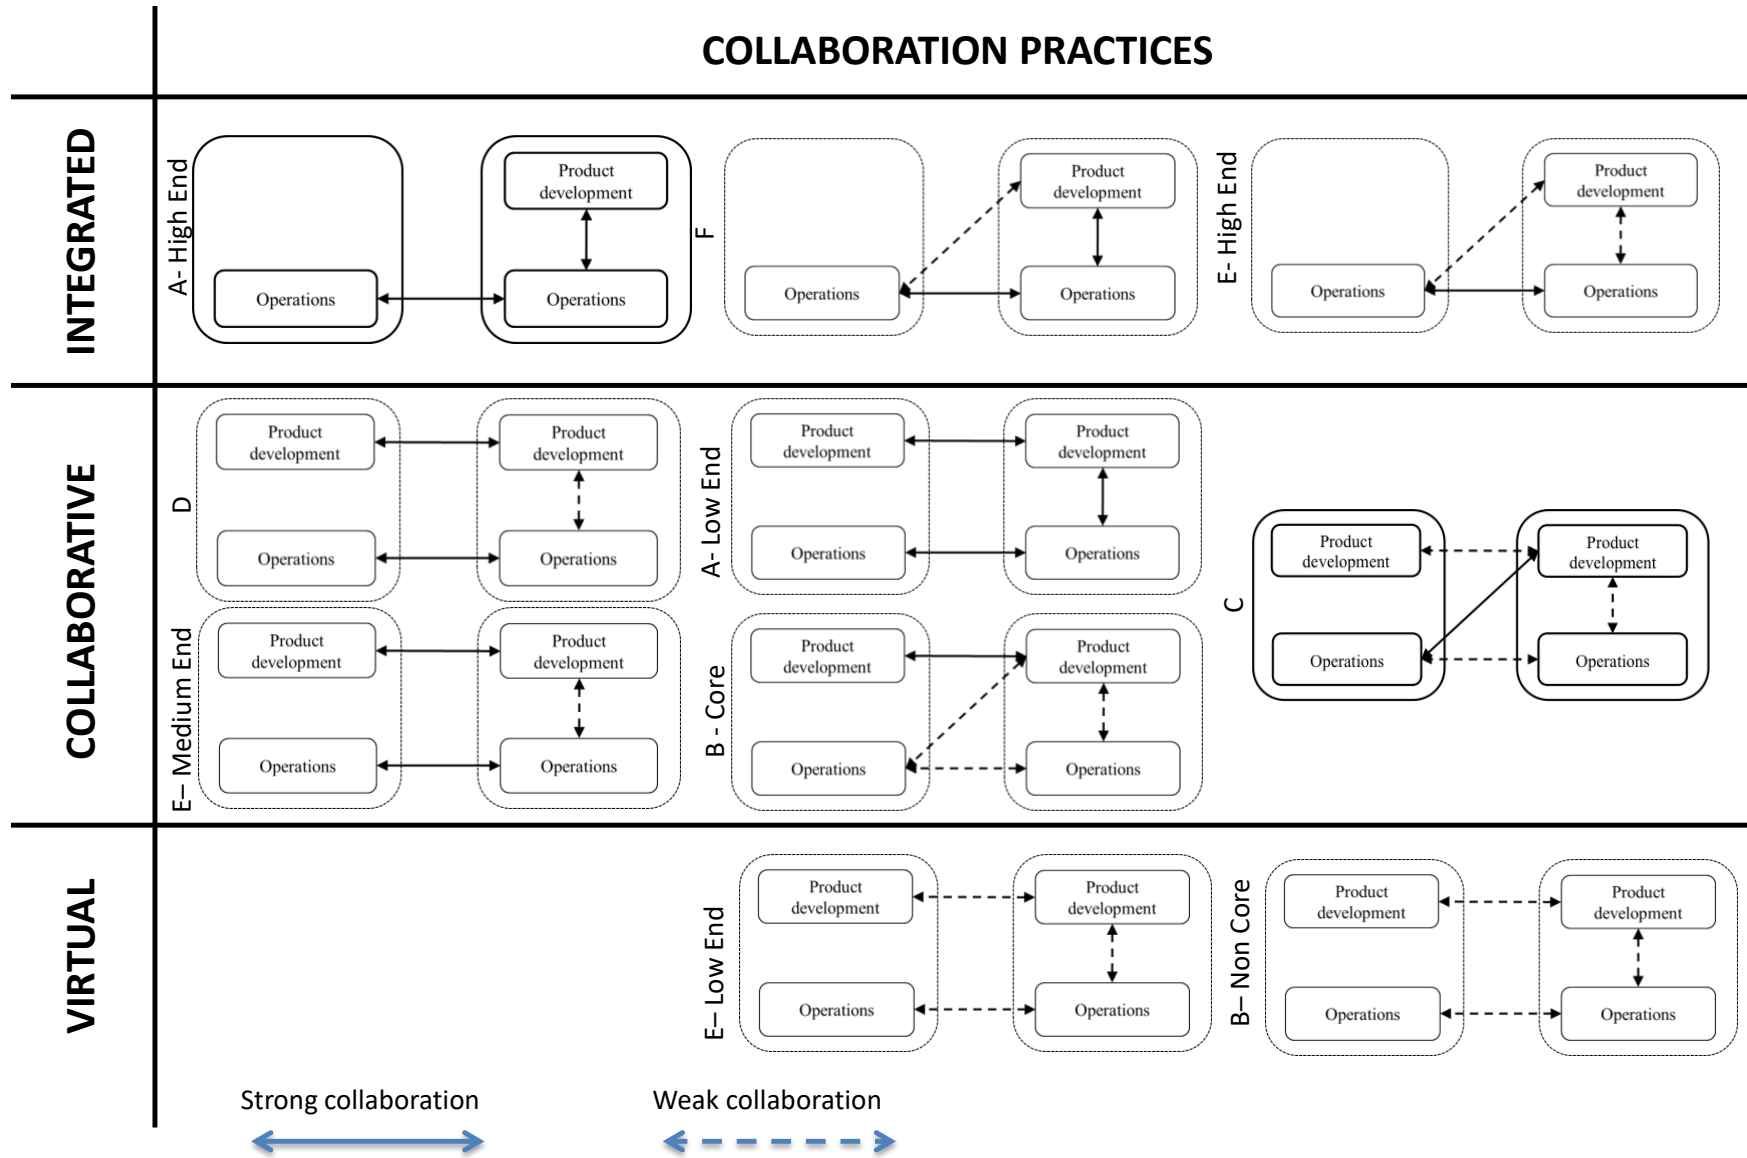 COLLABORATION PRACTICES
INTEGRATED
A- High End
Operations
Product
development
Operations
F
Operations
Product
development
Operations
E- High End
Operations
Product
development
Operations
COLLABORATIVE
D
Product
development
Operations
Product
development
Operations
A- Low End
Product
development
Operations
Product
development
Operations
C
Product
development
Operations
Product
development
Operations
E– Medium End
Product
development
Operations
Product
development
Operations
B - Core
Product
development
Operations
Product
development
Operations
VIRTUAL
E– Low End
Product
development
Operations
Product
development
Operations
B– Non Core
Product
development
Operations
Product
development
Operations
Strong collaboration
Weak collaboration